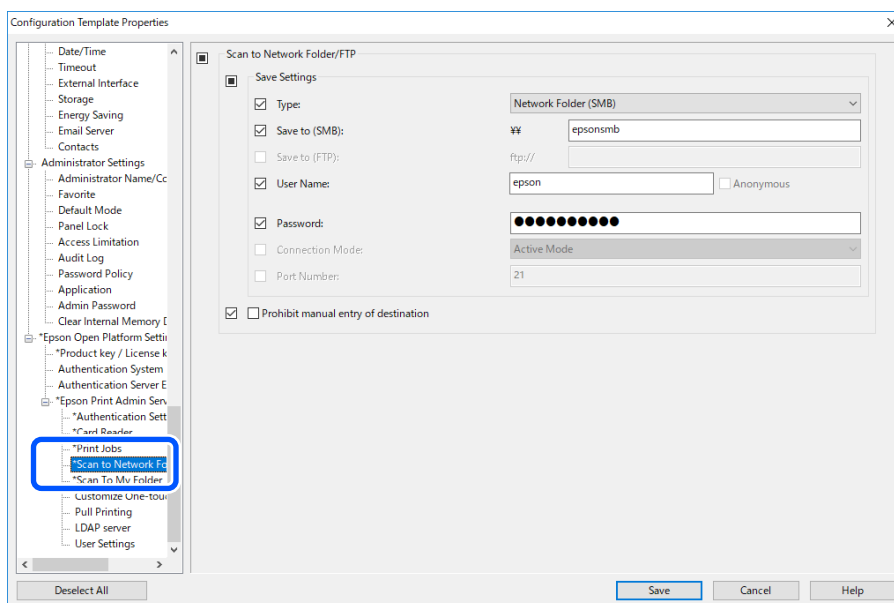 Configuration Template Properties
Date/Time
Timeout
External Interface
Storage
Energy Saving
Email Server
Contacts
Administrator Settings
Administrator Name/Cc
Favorite
Default Mode
Panel Lock
Access Limitation
Audit Log
Password Policy
Application
Admin Password
Clear Internal Memory D
*Epson Open Platform Settin
*Product key / License k
Authentication System
Authentication Server E
*Epson Print Admin Serv
*Authentication Sett
*Card Reader
*Print Jobs
*Scan to Network Fo
*Scan To My Folder
Customize One-touc
Pull Printing
LDAP server
User Settings
Scan to Network Folder/FTP
Save Settings
Type: Network Folder (SMB)
Save to (SMB): ¥¥ epsonsmb
Save to (FTP): ftp://
User Name: epson Anonymous
Password: ●●●●●●●●●●
Connection Mode: Active Mode
Port Number: 21
Prohibit manual entry of destination
Deselect All Save Cancel Help